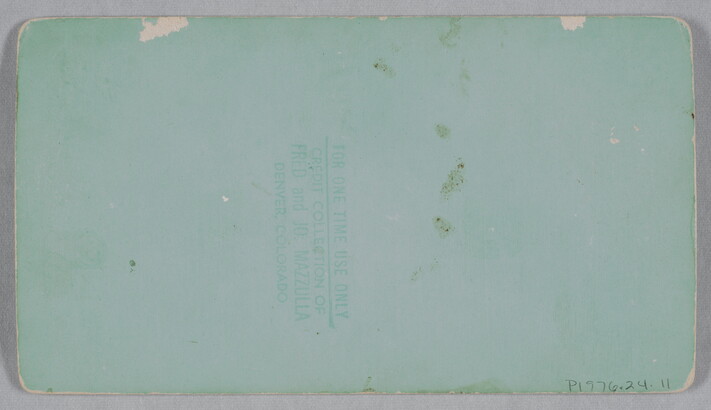 FOR ONE TIME USE ONLY
CREDIT COLLECTION OF
FRED and JO MAZZULLA
DENVER, COLORADO
P1976.24.11